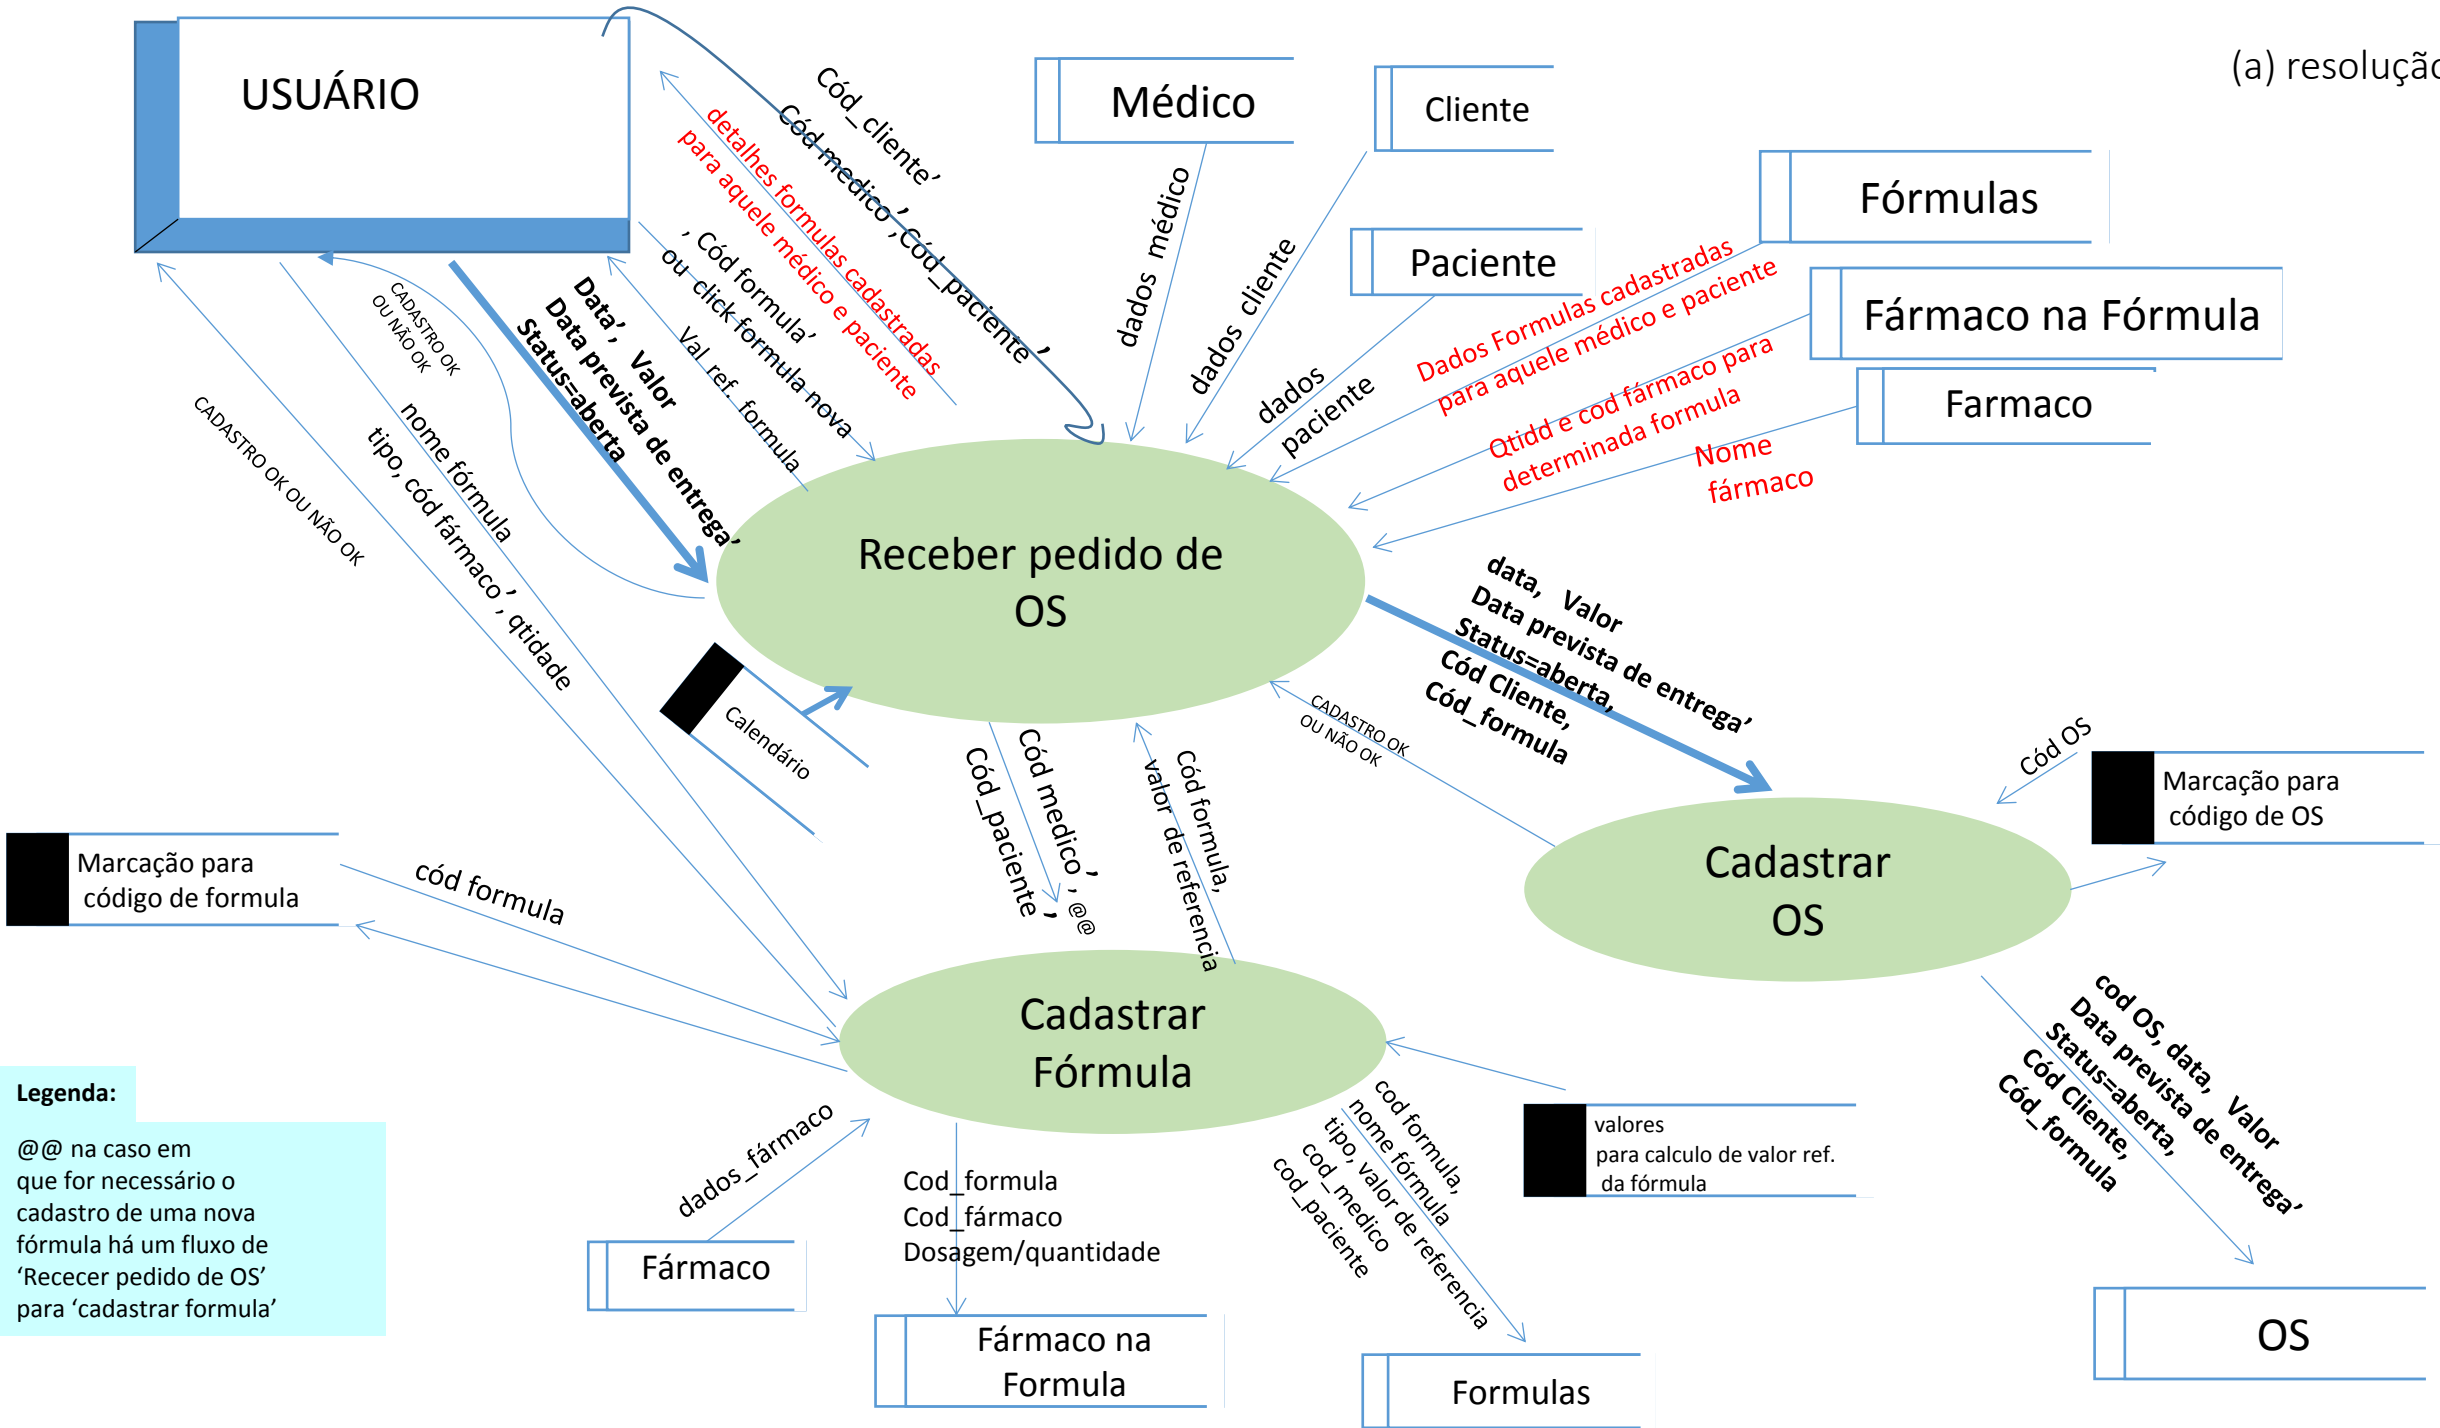 (a) resolução
USUÁRIO
Cód_cliente’
Cód medico’,Cód_paciente ’
detalhes formulas cadastradas
para aquele médico e paciente
, Cód formula’
ou click formula nova
Val ref. formula
Data’, Valor
Data prevista de entrega’
Status=aberta
CADASTRO OK
OU NÃO OK
CADASTRO OK OU NÃO OK
nome fórmula
tipo, cód fármaco’, qtidade
Médico
Cliente
Paciente
Fórmulas
Fármaco na Fórmula
Farmaco
dados médico
dados cliente
dados
paciente
Dados Formulas cadastradas
para aquele médico e paciente
Qtidd e cod fármaco para
determinada formula
Nome
fármaco
Receber pedido de
OS
Calendário
data, Valor
Data prevista de entrega’
Status=aberta,
Cód Cliente,
Cód_formula
CADASTRO OK
OU NÃO OK
Cód medico’, @@
Cód_paciente ’
Cód formula,
valor de referencia
Cód OS
Marcação para
código de OS
Cadastrar
OS
Marcação para
código de formula
cód formula
Cadastrar
Fórmula
cod OS, data, Valor
Data prevista de entrega’
Status=aberta,
Cód Cliente,
Cód_formula
OS
Legenda:
@@ na caso em
que for necessário o
cadastro de uma nova
fórmula há um fluxo de
‘Rececer pedido de OS’
para ‘cadastrar formula’
dados_fármaco
Fármaco
Cod_formula
Cod_fármaco
Dosagem/quantidade
Fármaco na
Formula
cod formula,
nome fórmula
tipo, valor de referencia
cod_medico
cod_paciente
Formulas
valores
para calculo de valor ref.
da fórmula